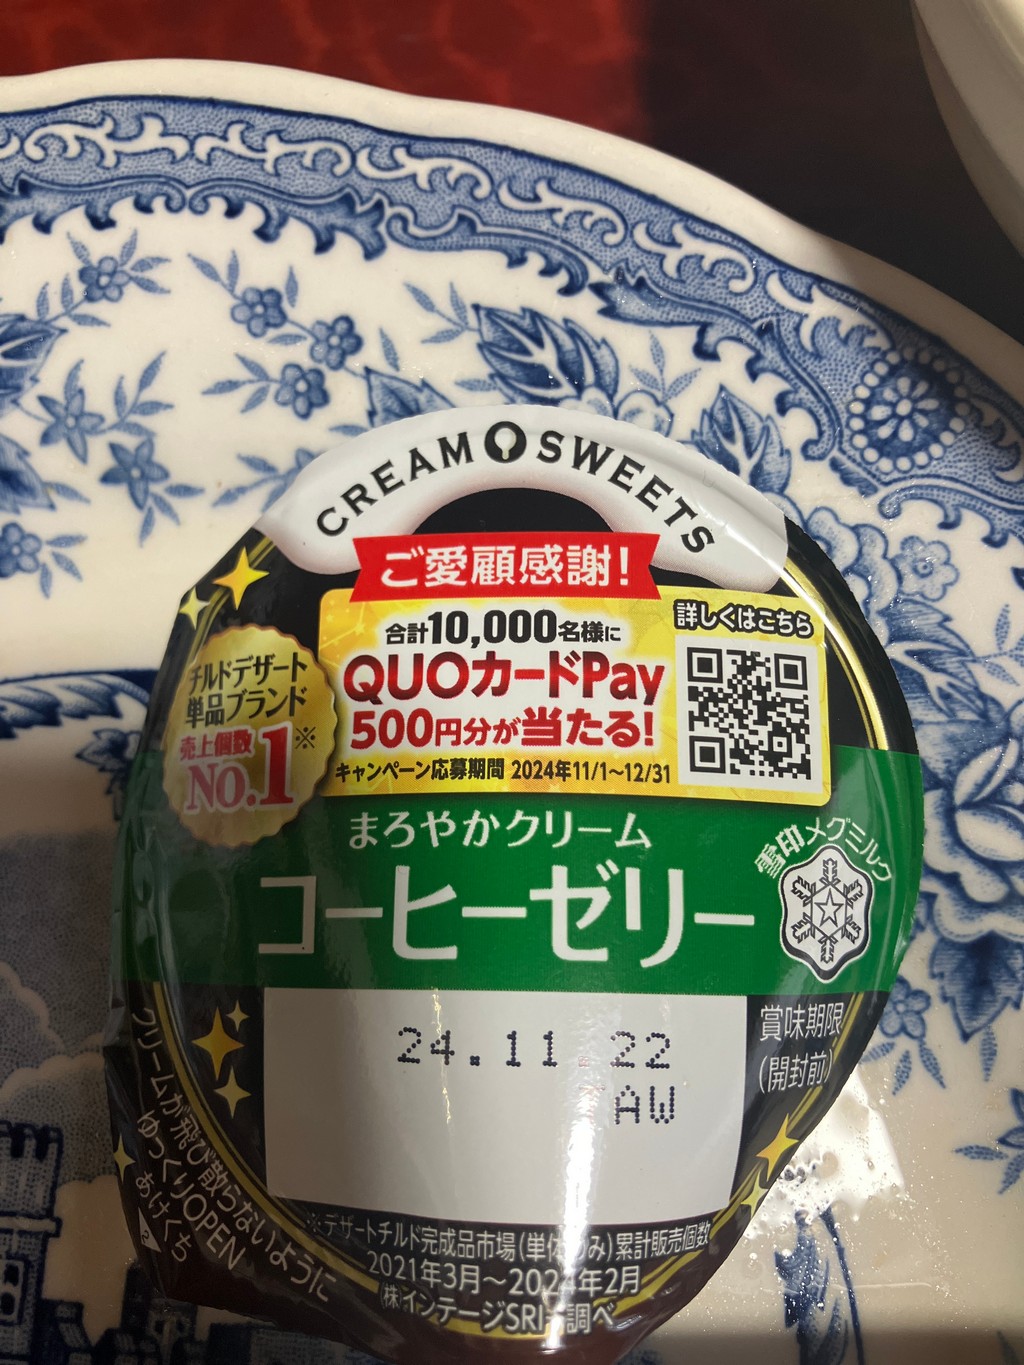 CREAM SWEETS
ご愛顧感謝!
合計10,000名様に
QUOカードPay
500円分が当たる!
キャンペーン応募期間 2024年11/1〜12/31
詳しくはこちら
チルドデザート
単品ブランド
売上個数
No.1※
まろやかクリーム
コーヒーゼリー
雪印メグミルク
24.11.22
AW
賞味期限
(開封前)
クリームが飛び散らないように
ゆっくりOPEN
あけくち
※デザートチルド完成品市場(単体のみ)累計販売個数
2021年3月〜2024年2月
(株)インテージSRI+調べ